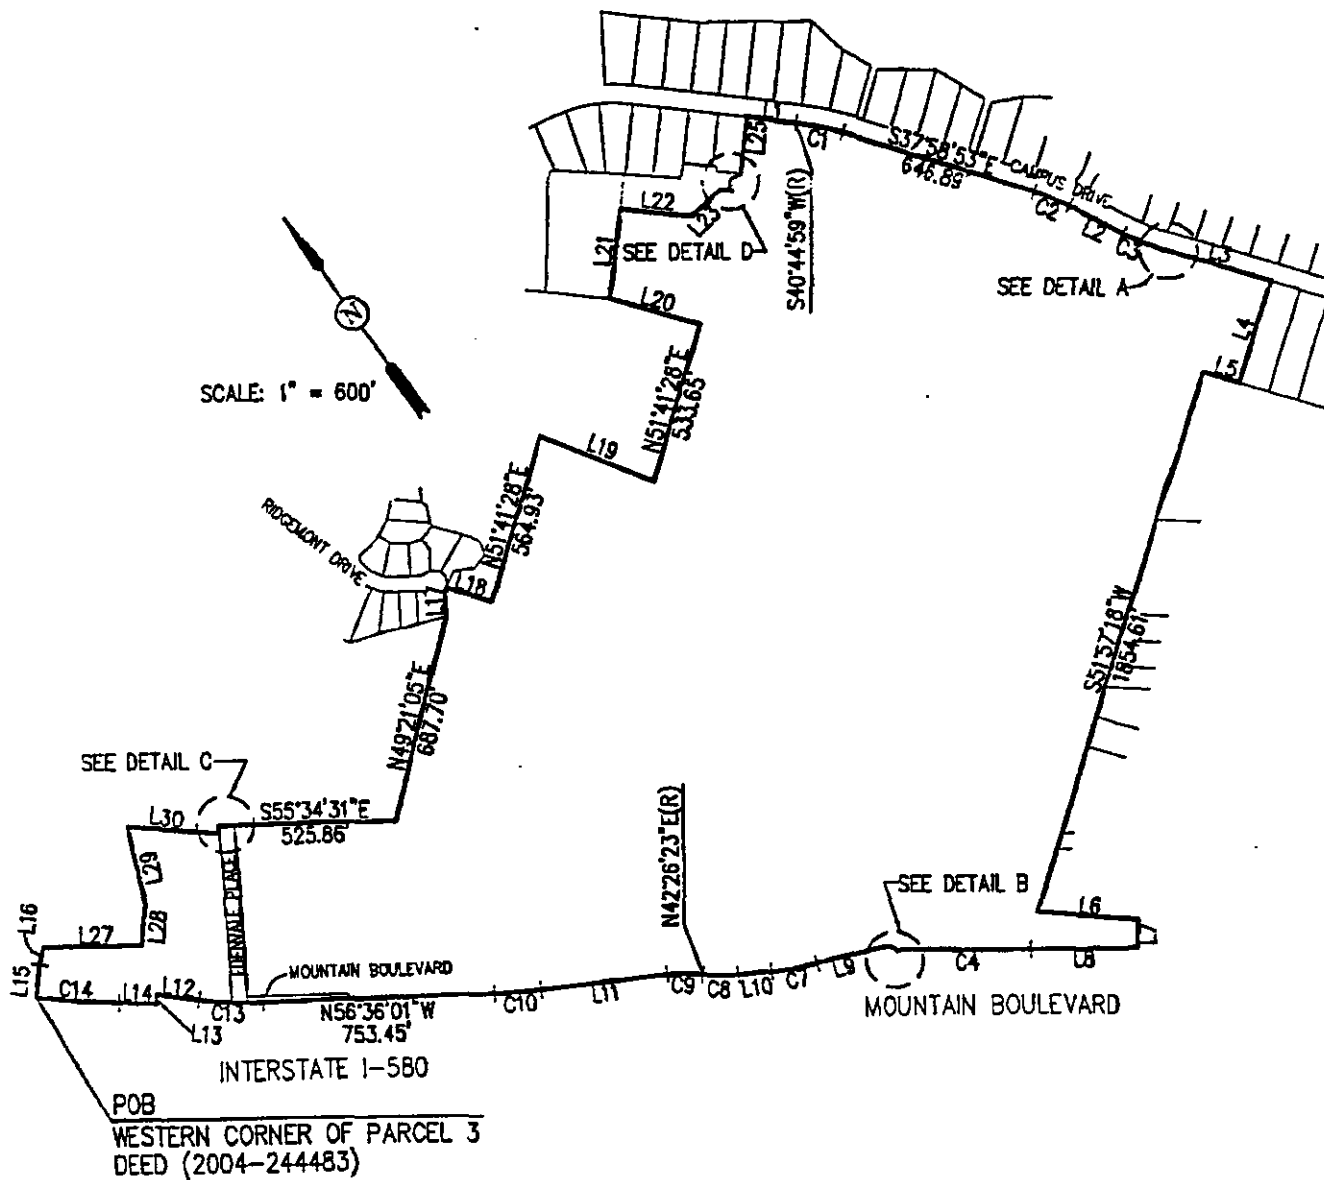 L25
C1
S37°58'53"E
646.89'
CAMPUS DRIVE
C2
L2
C3
L3
L22
L23
L21
SEE DETAIL D
S40°44'59"W(R)
SEE DETAIL A
L20
L4
L5
N
SCALE: 1" = 600'
N51°41'28"E
533.65'
L19
N51°41'28"E
564.93'
RIDGEMONT DRIVE
L18
L17
S51°57'18"W
1854.61'
N49°21'05"E
687.70'
SEE DETAIL C
L30
S55°34'31"E
525.86'
L29
EDENVALE PLACE
N42°26'23"E(R)
SEE DETAIL B
L6
L16
L27
L28
L15
C14
L14
L12
C13
L13
MOUNTAIN BOULEVARD
N56°36'01"W
753.45'
C10
L11
C9
C8
L10
C7
L9
C4
L8
MOUNTAIN BOULEVARD
INTERSTATE I-580
POB
WESTERN CORNER OF PARCEL 3
DEED (2004-244483)